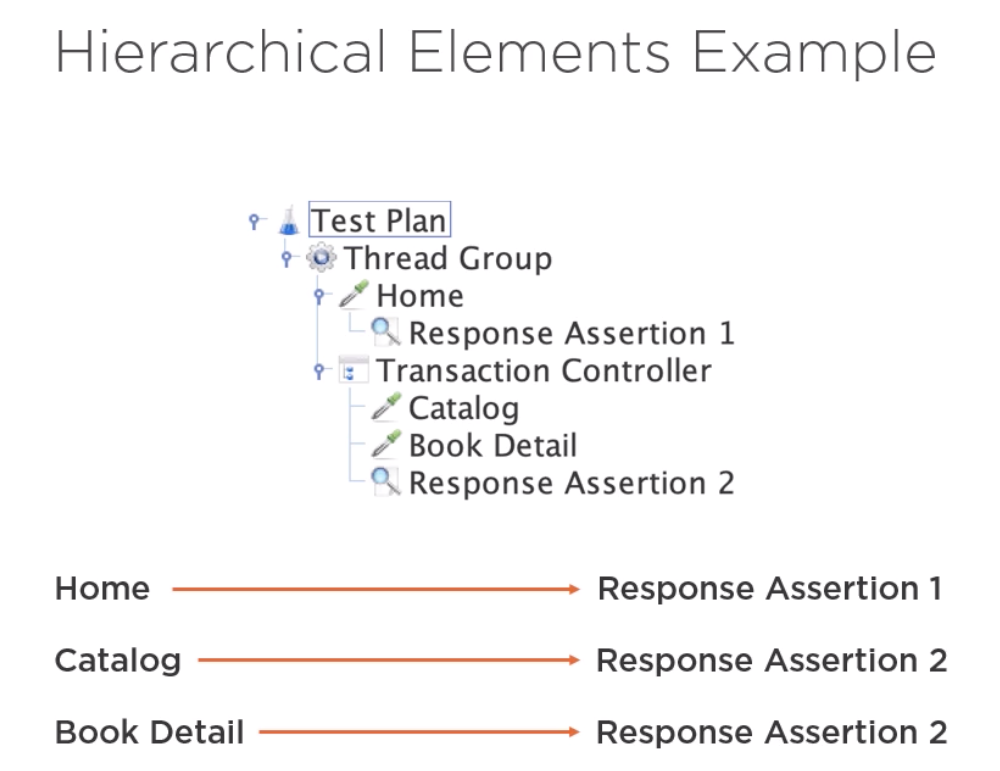 Hierarchical Elements Example
Test Plan
Thread Group
Home
Response Assertion 1
Transaction Controller
Catalog
Book Detail
Response Assertion 2
Home Response Assertion 1
Catalog Response Assertion 2
Book Detail Response Assertion 2